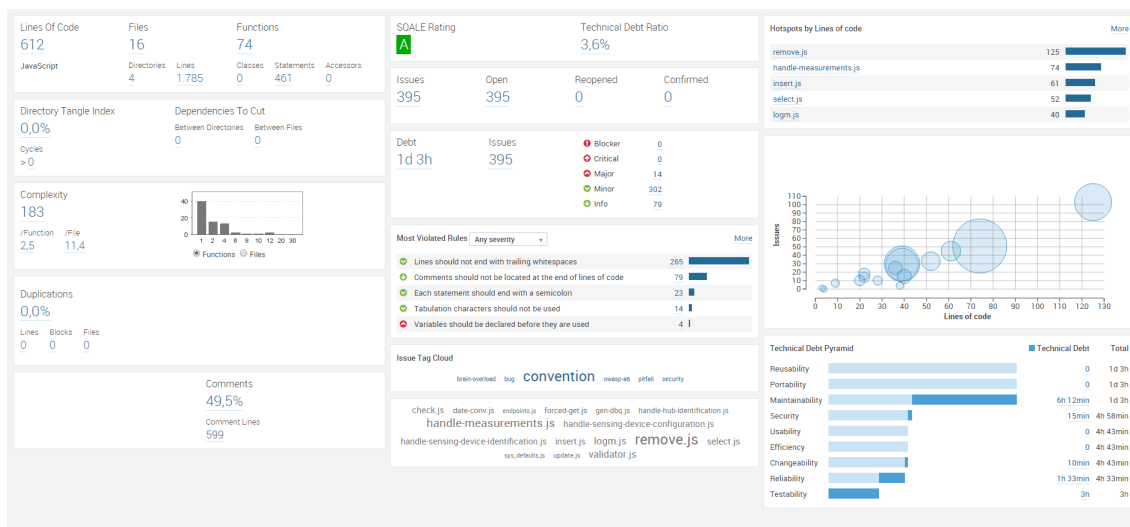 Lines Of Code Files Functions
612 16 74
JavaScript Directories Lines Classes Statements Accessors
4 1.785 0 461 0
Directory Tangle Index Dependencies To Cut
0,0% Between Directories Between Files
0 0
Cycles
> 0
Complexity
183
/Function /File
2,5 11,4
40
20
0
1 2 4 6 8 10 12 20 30
Functions Files
Duplications
0,0%
Lines Blocks Files
0 0 0
Comments
49,5%
Comment Lines
599
SQALE Rating Technical Debt Ratio
A 3,6%
Issues Open Reopened Confirmed
395 395 0 0
Debt Issues
1d 3h 395
Blocker 0
Critical 0
Major 14
Minor 302
Info 79
Most Violated Rules Any severity More
Lines should not end with trailing whitespaces 265
Comments should not be located at the end of lines of code 79
Each statement should end with a semicolon 23
Tabulation characters should not be used 14
Variables should be declared before they are used 4
Issue Tag Cloud
brain-overload bug convention owasp-a6 pitfall security
check.js date-conv.js endpoints.js forced-get.js gen-dbq.js handle-hub-identification.js
handle-measurements.js handle-sensing-device-configuration.js
handle-sensing-device-identification.js insert.js logm.js remove.js select.js
sys_defaults.js update.js validator.js
Hotspots by Lines of code More
remove.js 125
handle-measurements.js 74
insert.js 61
select.js 52
logm.js 40
Issues
110
100
90
80
70
60
50
40
30
20
10
0
0 10 20 30 40 50 60 70 80 90 100 110 120 130
Lines of code
Technical Debt Pyramid Technical Debt Total
Reusability 0 1d 3h
Portability 0 1d 3h
Maintainability 6h 12min 1d 3h
Security 15min 4h 58min
Usability 0 4h 43min
Efficiency 0 4h 43min
Changeability 10min 4h 43min
Reliability 1h 33min 4h 33min
Testability 3h 3h